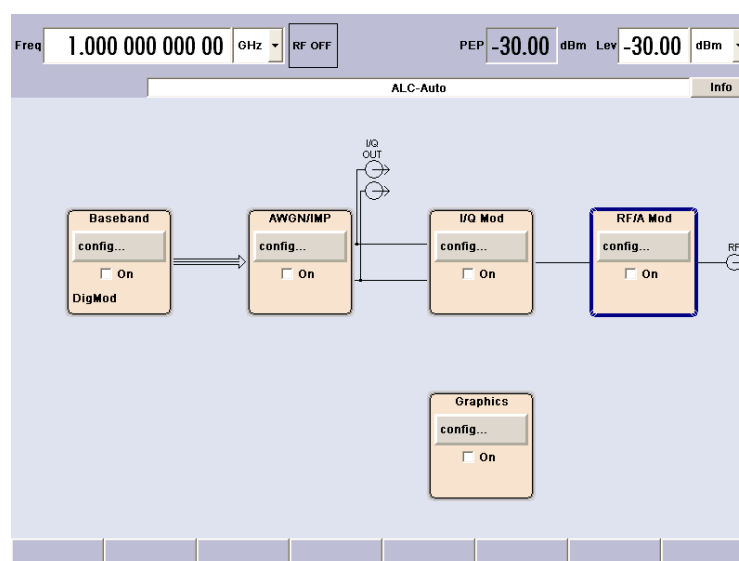 Freq 1.000 000 000 00 GHz RF OFF PEP -30.00 dBm Lev -30.00 dBm
ALC-Auto Info
I/Q
OUT
Baseband AWGN/IMP I/Q Mod RF/A Mod
config... config... config... config... RF
On On On On
DigMod
Graphics
config...
On